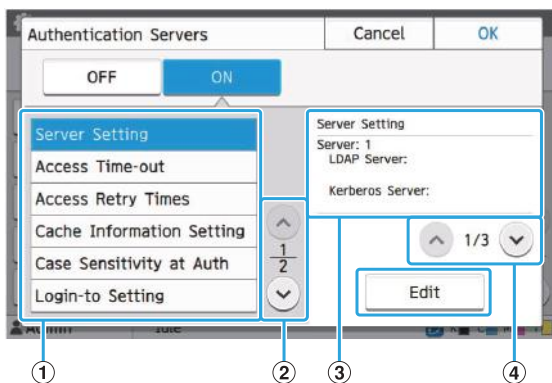 Authentication Servers
Cancel
OK
OFF
ON
Server Setting
Access Time-out
Access Retry Times
Cache Information Setting
Case Sensitivity at Auth
Login-to Setting
1
2
Server Setting
Server: 1
LDAP Server:
Kerberos Server:
1/3
Edit
Admin
Idle
1
2
3
4